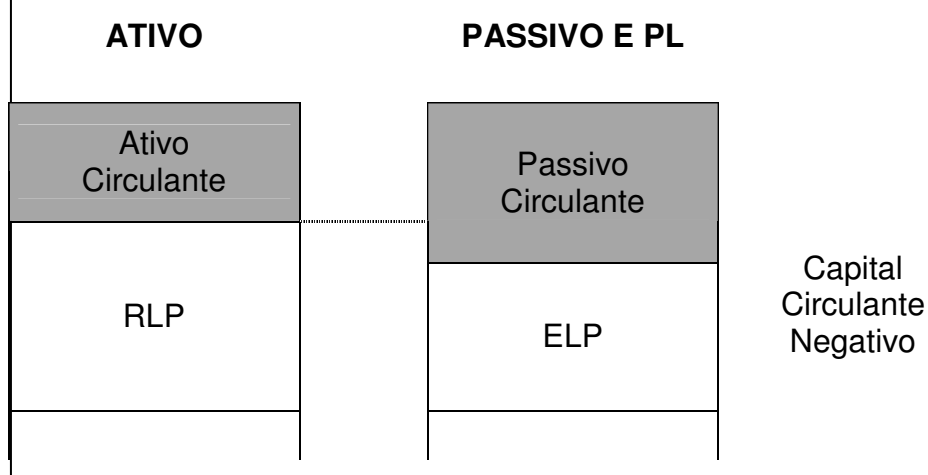 ATIVO
PASSIVO E PL
Ativo
Circulante
Passivo
Circulante
RLP
ELP
Capital
Circulante
Negativo